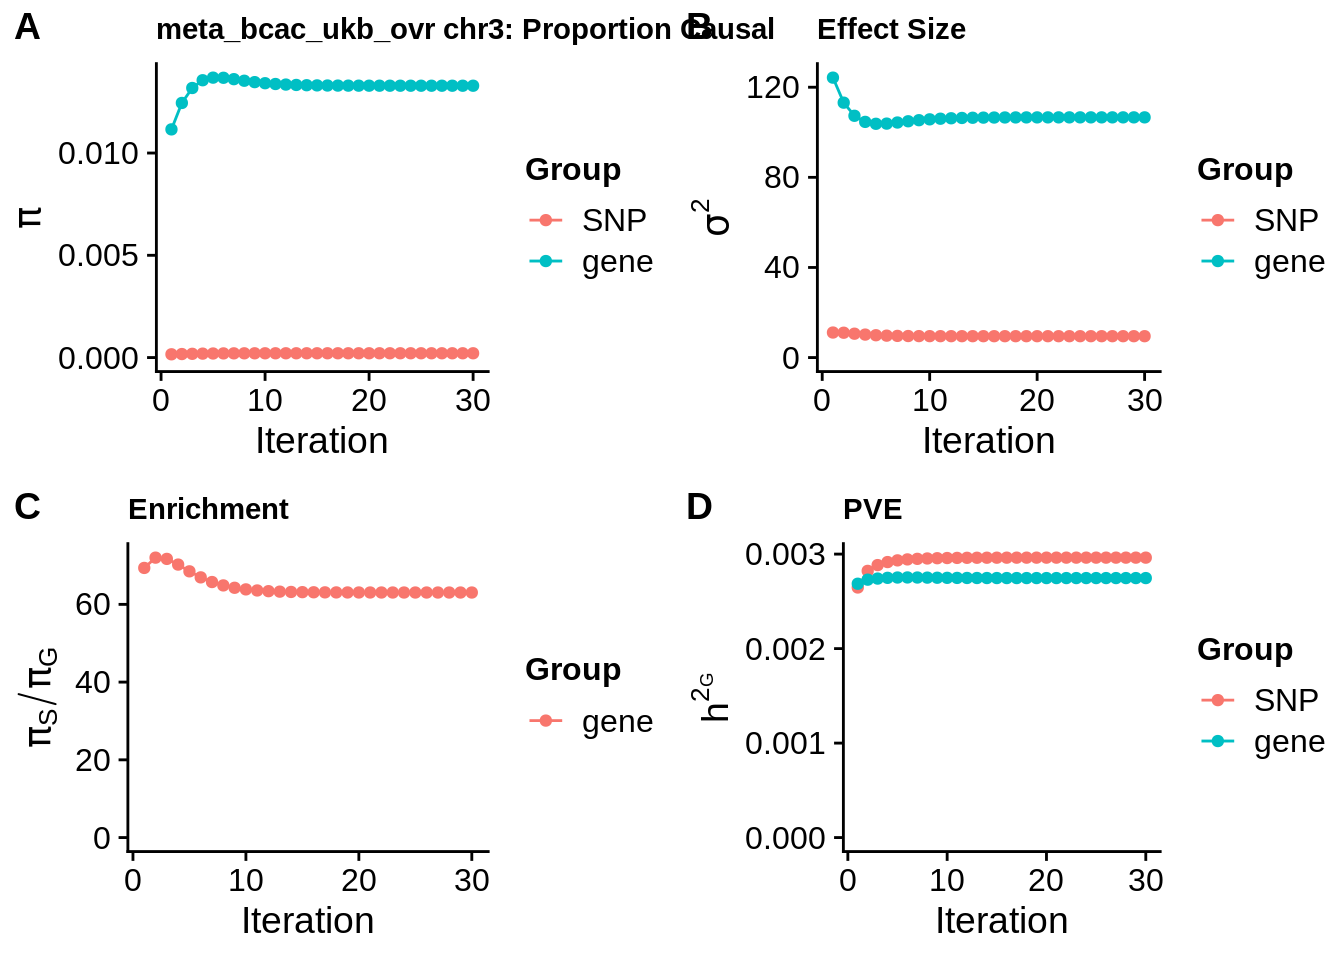 A
meta_bcac_ukb_ovr chr3: Proportion Causal
π
0.010
0.005
0.000
0 10 20 30
Iteration
Group
SNP
gene
B
Effect Size
σ²
120
80
40
0
0 10 20 30
Iteration
Group
SNP
gene
C
Enrichment
πS/πG
60
40
20
0
0 10 20 30
Iteration
Group
gene
D
PVE
h2G
0.003
0.002
0.001
0.000
0 10 20 30
Iteration
Group
SNP
gene